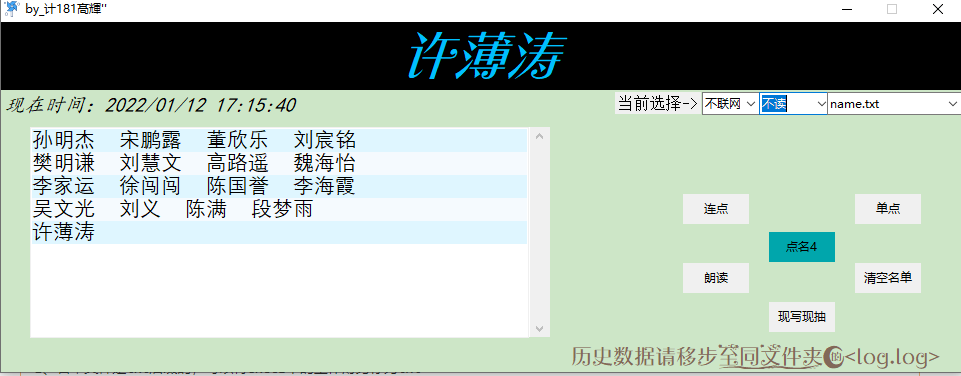 by_计181高輝"
许薄涛
现在时间：2022/01/12 17:15:40
当前选择-> 不联网 不读 name.txt
孙明杰 宋鹏露 董欣乐 刘宸铭
樊明谦 刘慧文 高路遥 魏海怡
李家运 徐闯闯 陈国誉 李海霞
吴文光 刘义 陈满 段梦雨
许薄涛
连点 单点
点名4
朗读 清空名单
现写现抽
历史数据请移步至同文件夹的<log.log>